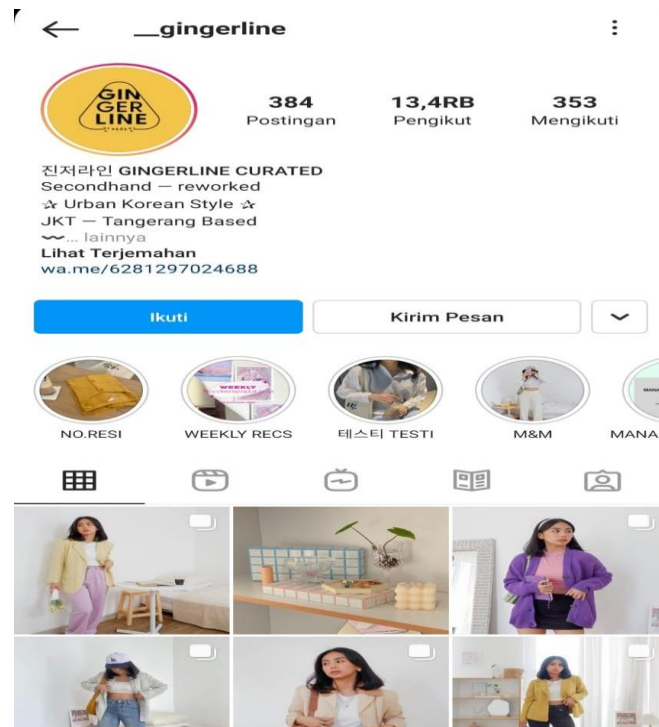 __gingerline
GIN
GER
LINE
384
Postingan
13,4RB
Pengikut
353
Mengikuti
진저라인 GINGERLINE CURATED
Secondhand — reworked
✰ Urban Korean Style ✰
JKT — Tangerang Based
〰... lainnya
Lihat Terjemahan
wa.me/6281297024688
Ikuti
Kirim Pesan
WEEKLY
NO.RESI
WEEKLY RECS
테스티 TESTI
M&M
MANA